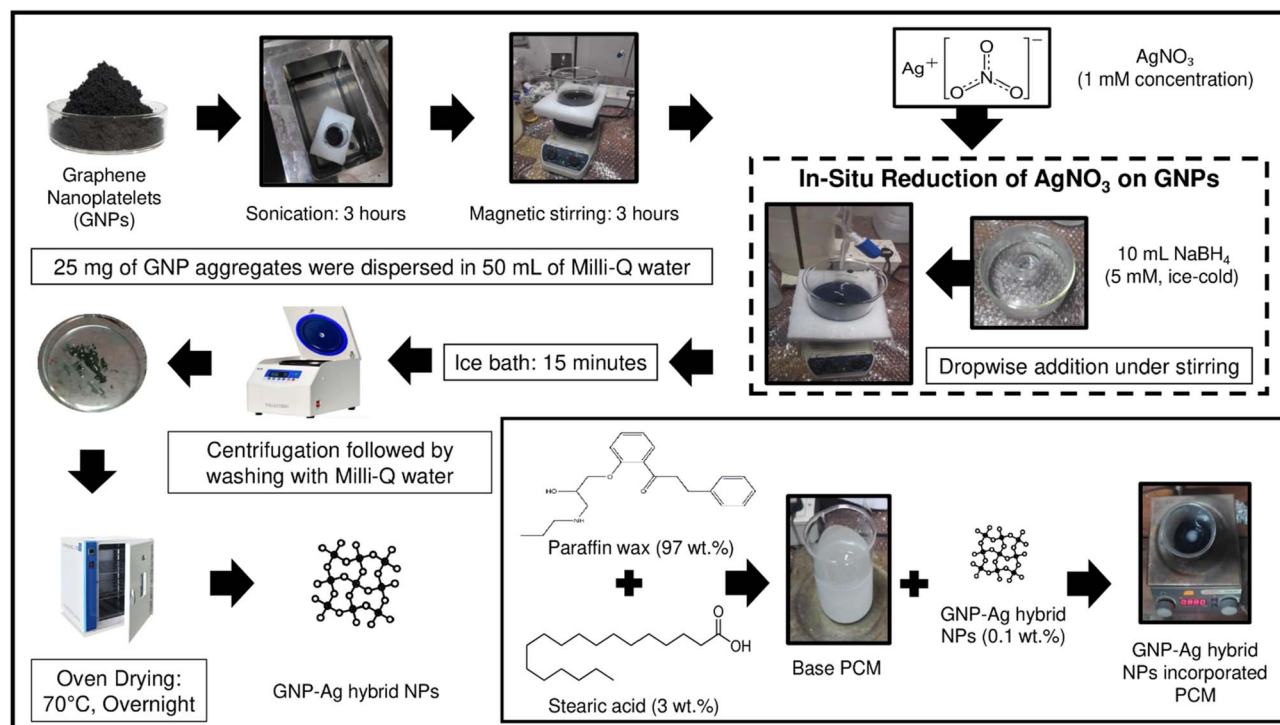 Graphene
Nanoplatelets
(GNPs)
Sonication: 3 hours
Magnetic stirring: 3 hours
Ag⁺ [O N O O]⁻
AgNO₃
(1 mM concentration)
25 mg of GNP aggregates were dispersed in 50 mL of Milli-Q water
In-Situ Reduction of AgNO₃ on GNPs
10 mL NaBH₄
(5 mM, ice-cold)
Dropwise addition under stirring
Ice bath: 15 minutes
Centrifugation followed by
washing with Milli-Q water
Oven Drying:
70°C, Overnight
GNP-Ag hybrid NPs
O
O
HO
NH
Paraffin wax (97 wt.%)
+
O
OH
Stearic acid (3 wt.%)
Base PCM
+
GNP-Ag hybrid
NPs (0.1 wt.%)
GNP-Ag hybrid
NPs incorporated
PCM